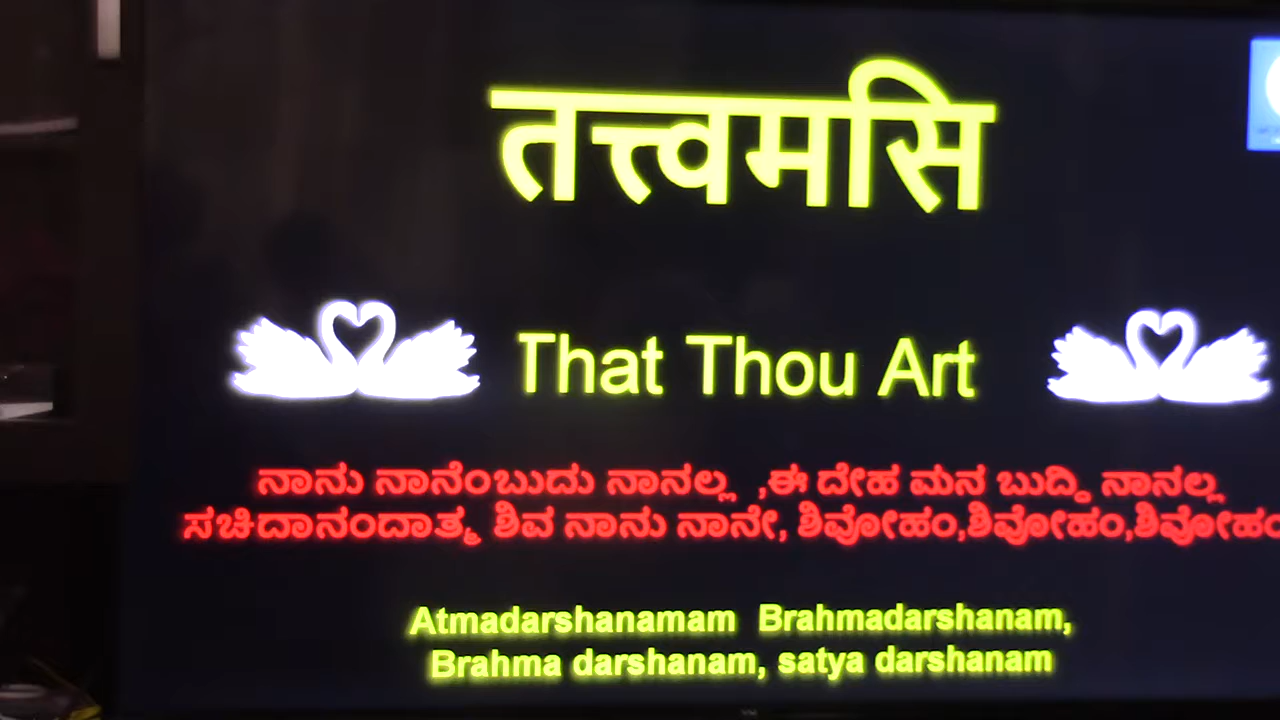 तत्त्वमसि
That Thou Art
ನಾನು ನಾನೆಂಬುದು ನಾನಲ್ಲ ,ಈ ದೇಹ ಮನ ಬುದ್ಧಿ ನಾನಲ್ಲ
ಸಚಿದಾನಂದಾತ್ಮ ಶಿವ ನಾನು ನಾನೇ, ಶಿವೋಹಂ,ಶಿವೋಹಂ,ಶಿವೋಹಂ
Atmadarshanamam Brahmadarshanam,
Brahma darshanam, satya darshanam